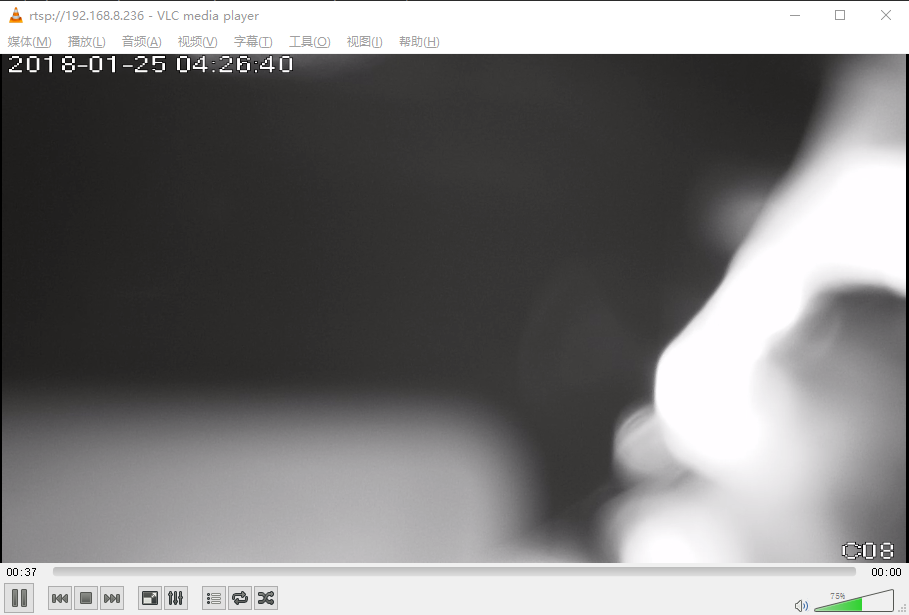 rtsp://192.168.8.236 - VLC media player
媒体(M) 播放(L) 音频(A) 视频(V) 字幕(T) 工具(O) 视图(I) 帮助(H)
2018-01-25 04:26:40
C08
00:37 00:00
75%